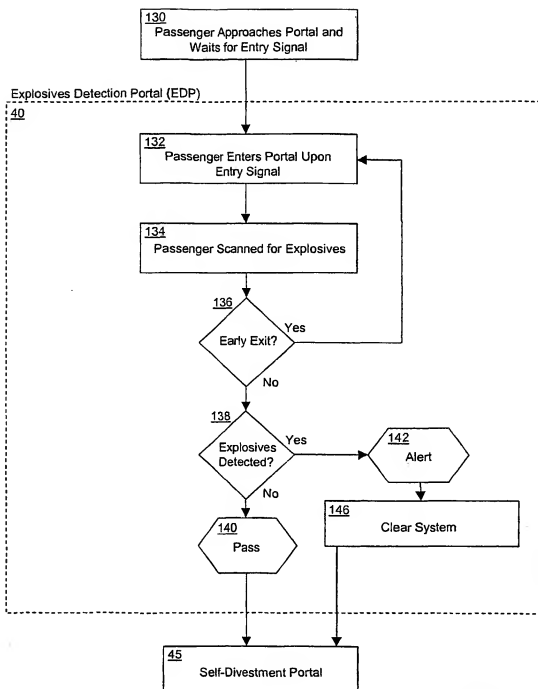 130
Passenger Approaches Portal and
Waits for Entry Signal
Explosives Detection Portal (EDP)
40
132
Passenger Enters Portal Upon
Entry Signal
134
Passenger Scanned for Explosives
136
Early Exit?
Yes
No
138
Explosives
Detected?
Yes
No
142
Alert
140
Pass
146
Clear System
45
Self-Divestment Portal